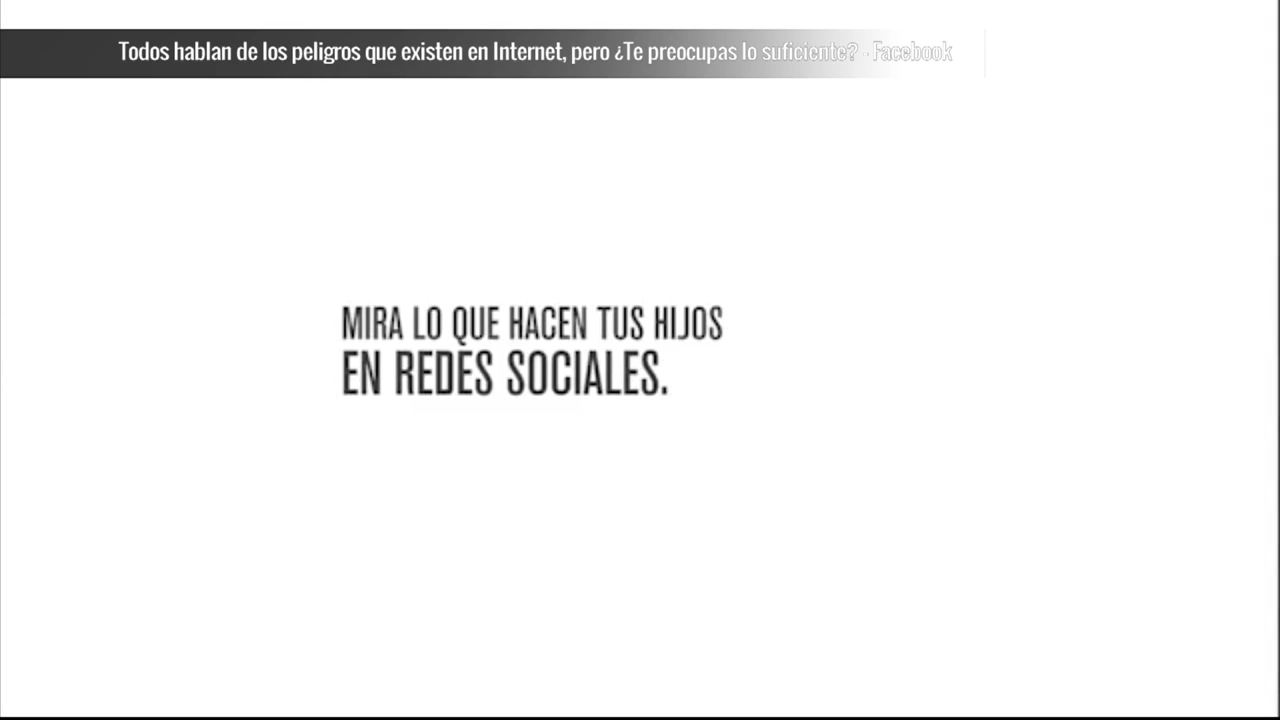 Todos hablan de los peligros que existen en Internet, pero ¿Te preocupas lo suficiente? - Facebook
MIRA LO QUE HACEN TUS HIJOS
EN REDES SOCIALES.